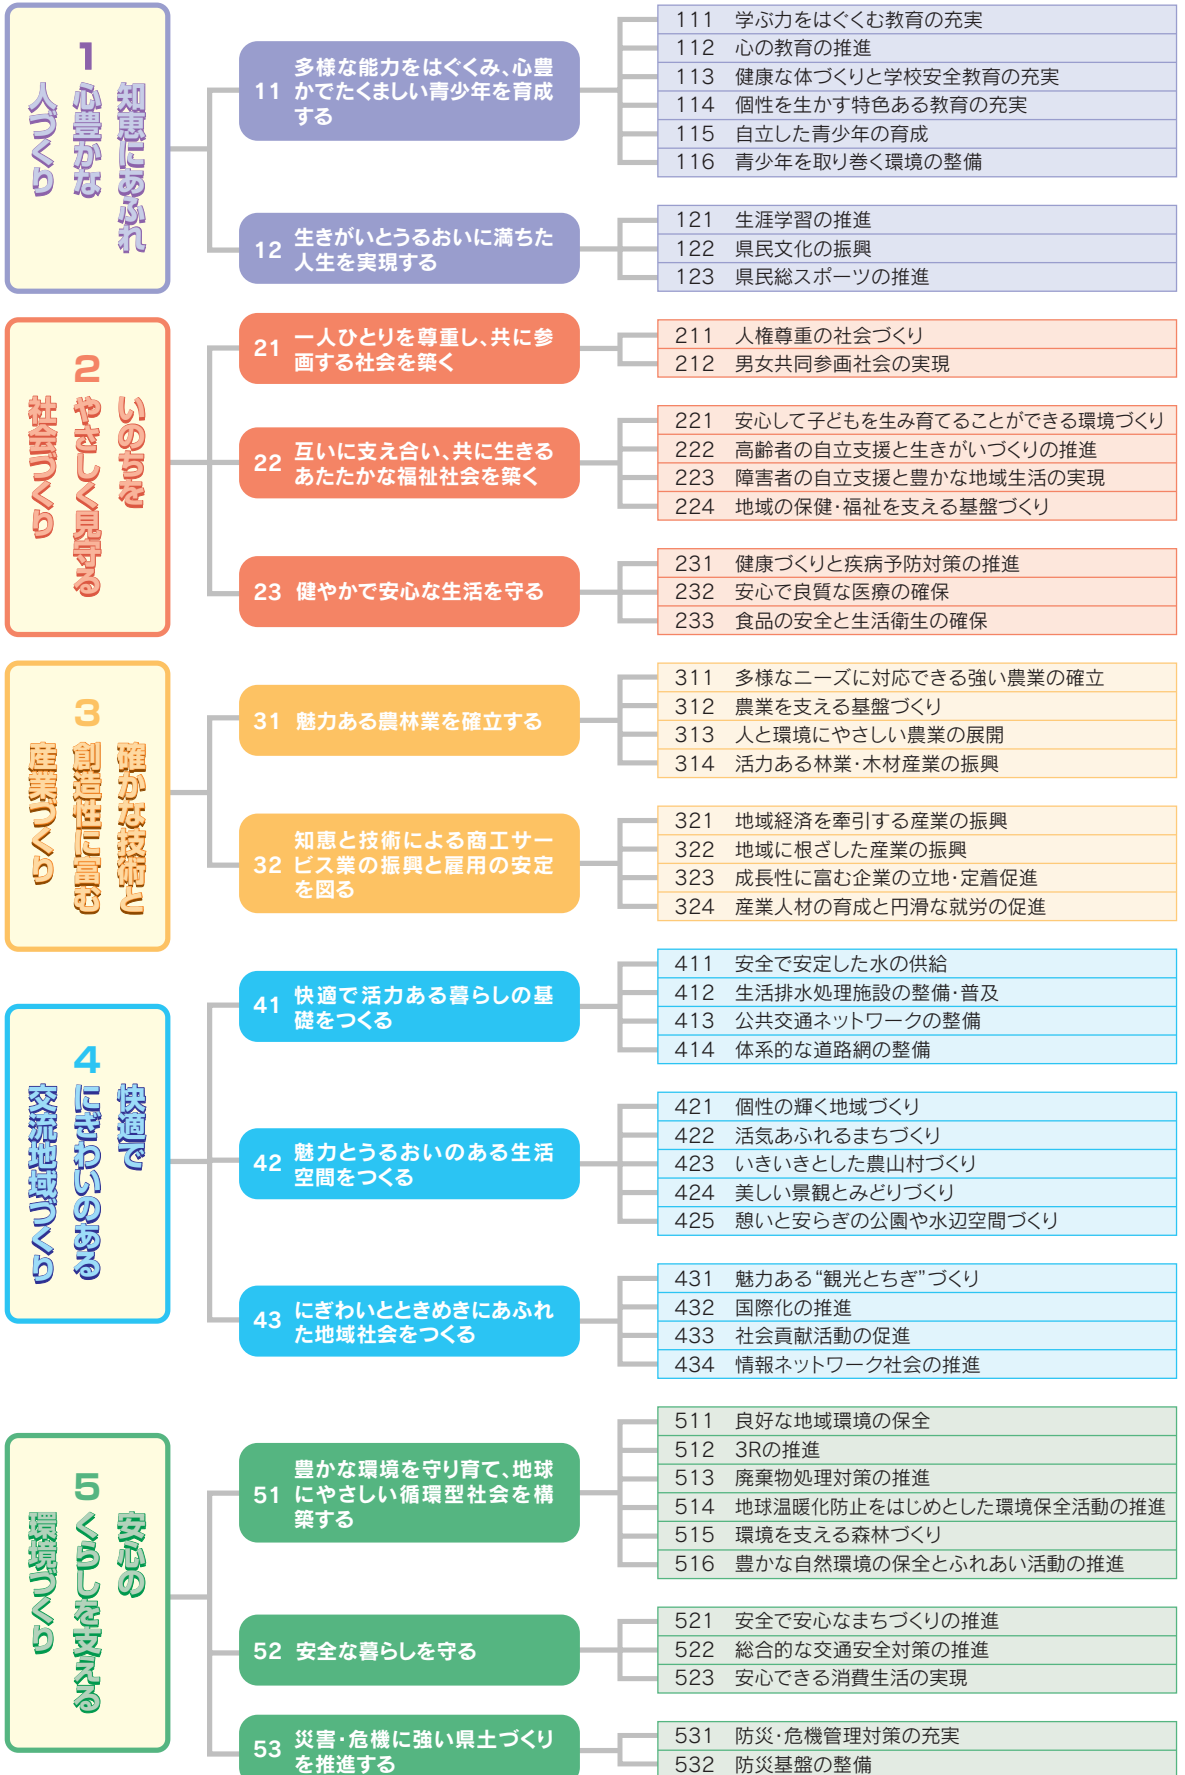 1
知恵にあふれ
心豊かな
人づくり
11 多様な能力をはぐくみ、心豊
かでたくましい青少年を育成
する
111 学ぶ力をはぐくむ教育の充実
112 心の教育の推進
113 健康な体づくりと学校安全教育の充実
114 個性を生かす特色ある教育の充実
115 自立した青少年の育成
116 青少年を取り巻く環境の整備
12 生きがいとうるおいに満ちた
人生を実現する
121 生涯学習の推進
122 県民文化の振興
123 県民総スポーツの推進
2
いのちを
やさしく見守る
社会づくり
21 一人ひとりを尊重し、共に参
画する社会を築く
211 人権尊重の社会づくり
212 男女共同参画社会の実現
22 互いに支え合い、共に生きる
あたたかな福祉社会を築く
221 安心して子どもを生み育てることができる環境づくり
222 高齢者の自立支援と生きがいづくりの推進
223 障害者の自立支援と豊かな地域生活の実現
224 地域の保健・福祉を支える基盤づくり
23 健やかで安心な生活を守る
231 健康づくりと疾病予防対策の推進
232 安心で良質な医療の確保
233 食品の安全と生活衛生の確保
3
確かな技術と
創造性に富む
産業づくり
31 魅力ある農林業を確立する
311 多様なニーズに対応できる強い農業の確立
312 農業を支える基盤づくり
313 人と環境にやさしい農業の展開
314 活力ある林業・木材産業の振興
32 知恵と技術による商工サー
ビス業の振興と雇用の安定
を図る
321 地域経済を牽引する産業の振興
322 地域に根ざした産業の振興
323 成長性に富む企業の立地・定着促進
324 産業人材の育成と円滑な就労の促進
4
快適で
にぎわいのある
交流地域づくり
41 快適で活力ある暮らしの基
礎をつくる
411 安全で安定した水の供給
412 生活排水処理施設の整備・普及
413 公共交通ネットワークの整備
414 体系的な道路網の整備
42 魅力とうるおいのある生活
空間をつくる
421 個性の輝く地域づくり
422 活気あふれるまちづくり
423 いきいきとした農山村づくり
424 美しい景観とみどりづくり
425 憩いと安らぎの公園や水辺空間づくり
43 にぎわいとときめきにあふれ
た地域社会をつくる
431 魅力ある“観光とちぎ”づくり
432 国際化の推進
433 社会貢献活動の促進
434 情報ネットワーク社会の推進
5
安心の
くらしを支える
環境づくり
51 豊かな環境を守り育て、地球
にやさしい循環型社会を構
築する
511 良好な地域環境の保全
512 3Rの推進
513 廃棄物処理対策の推進
514 地球温暖化防止をはじめとした環境保全活動の推進
515 環境を支える森林づくり
516 豊かな自然環境の保全とふれあい活動の推進
52 安全な暮らしを守る
521 安全で安心なまちづくりの推進
522 総合的な交通安全対策の推進
523 安心できる消費生活の実現
53 災害・危機に強い県土づくり
を推進する
531 防災・危機管理対策の充実
532 防災基盤の整備